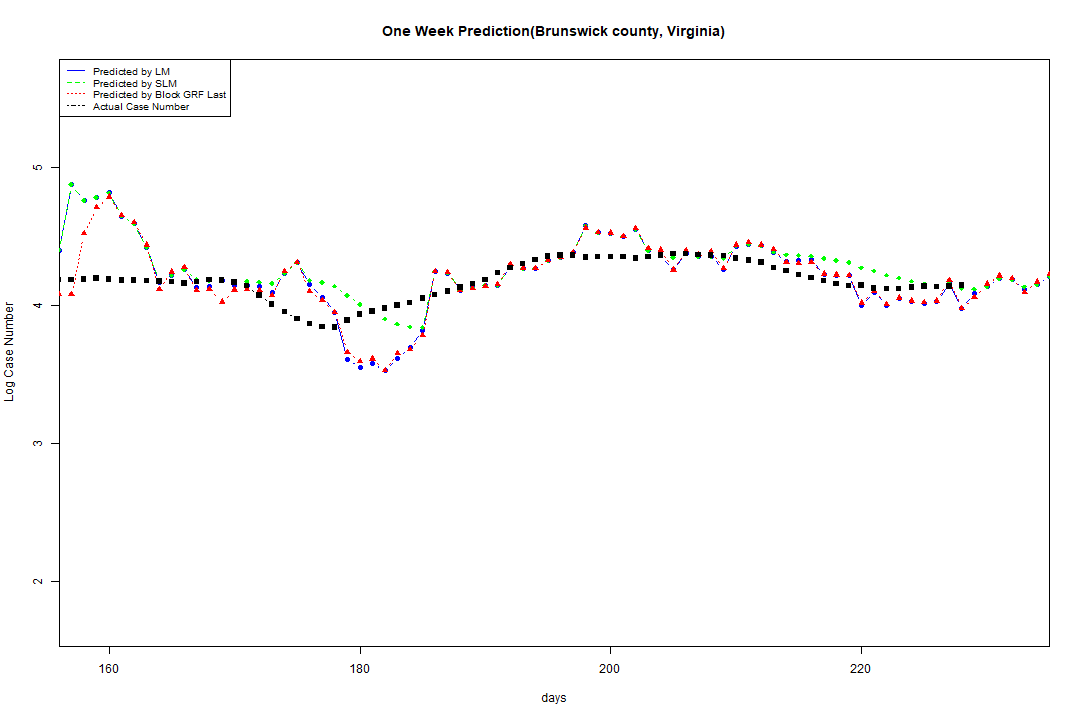 One Week Prediction(Brunswick county, Virginia)
Predicted by LM
Predicted by SLM
Predicted by Block GRF Last
Actual Case Number
5
4
3
2
Log Case Number
160
180
200
220
days